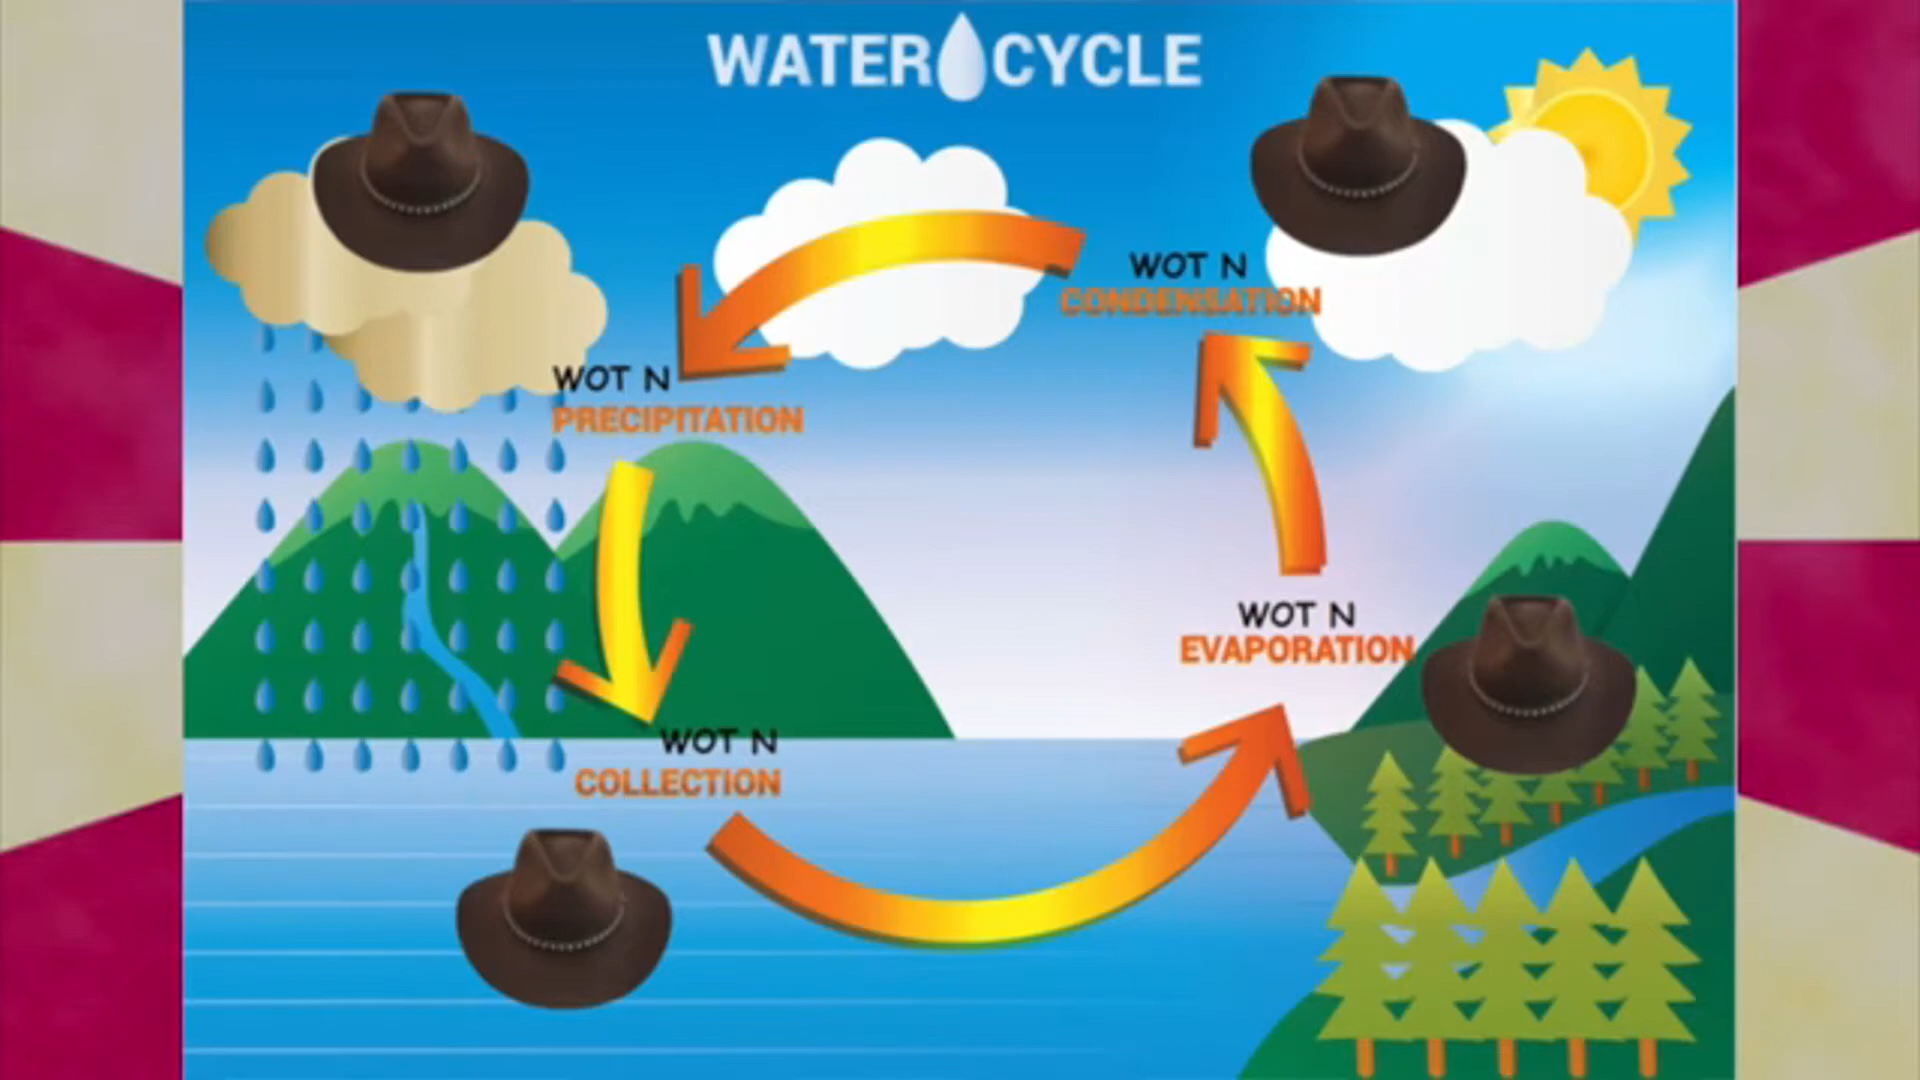 WATER CYCLE
WOT N
CONDENSATION
WOT N
PRECIPITATION
WOT N
EVAPORATION
WOT N
COLLECTION